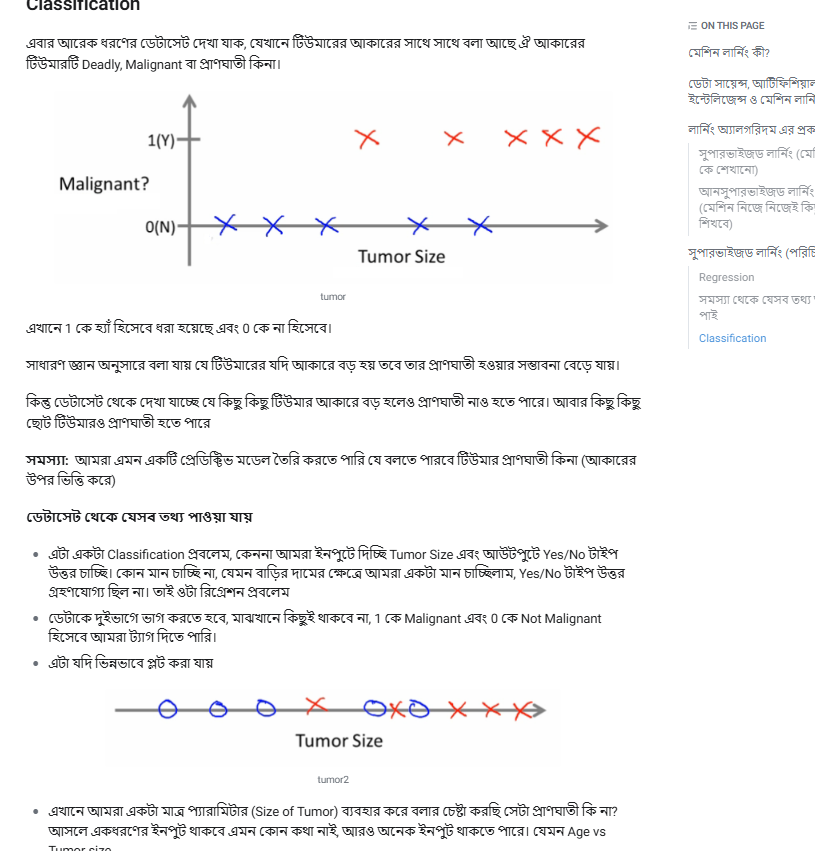 Classification
এবার আরেক ধরণের ডেটাসেট দেখা যাক, যেখানে টিউমারের আকারের সাথে সাথে বলা আছে ঐ আকারের
টিউমারটি Deadly, Malignant বা প্রাণঘাতী কিনা।
1(Y)
Malignant?
0(N)
Tumor Size
tumor
এখানে 1 কে হ্যাঁ হিসেবে ধরা হয়েছে এবং 0 কে না হিসেবে।
সাধারণ জ্ঞান অনুসারে বলা যায় যে টিউমারের যদি আকারে বড় হয় তবে তার প্রাণঘাতী হওয়ার সম্ভাবনা বেড়ে যায়।
কিন্তু ডেটাসেট থেকে দেখা যাচ্ছে যে কিছু কিছু টিউমার আকারে বড় হলেও প্রাণঘাতী নাও হতে পারে। আবার কিছু কিছু
ছোট টিউমারও প্রাণঘাতী হতে পারে
সমস্যা: আমরা এমন একটি প্রেডিক্টিভ মডেল তৈরি করতে পারি যে বলতে পারবে টিউমার প্রাণঘাতী কিনা (আকারের
উপর ভিত্তি করে)
ডেটাসেট থেকে যেসব তথ্য পাওয়া যায়
এটা একটা Classification প্রবলেম, কেননা আমরা ইনপুটে দিচ্ছি Tumor Size এবং আউটপুটে Yes/No টাইপ
উত্তর চাচ্ছি। কোন মান চাচ্ছি না, যেমন বাড়ির দামের ক্ষেত্রে আমরা একটা মান চাচ্ছিলাম, Yes/No টাইপ উত্তর
গ্রহণযোগ্য ছিল না। তাই ওটা রিগ্রেশন প্রবলেম
ডেটাকে দুইভাগে ভাগ করতে হবে, মাঝখানে কিছুই থাকবে না, 1 কে Malignant এবং 0 কে Not Malignant
হিসেবে আমরা ট্যাগ দিতে পারি।
এটা যদি ভিন্নভাবে প্লট করা যায়
Tumor Size
tumor2
এখানে আমরা একটা মাত্র প্যারামিটার (Size of Tumor) ব্যবহার করে বলার চেষ্টা করছি সেটা প্রাণঘাতী কি না?
আসলে একধরণের ইনপুট থাকবে এমন কোন কথা নাই, আরও অনেক ইনপুট থাকতে পারে। যেমন Age vs
Tumor size
ON THIS PAGE
মেশিন লার্নিং কী?
ডেটা সায়েন্স, আর্টিফিশিয়াল
ইন্টেলিজেন্স ও মেশিন লার্নি
লার্নিং অ্যালগরিদম এর প্রক
সুপারভাইজড লার্নিং (মে
কে শেখানো)
আনসুপারভাইজড লার্নিং
(মেশিন নিজে নিজেই কি
শিখবে)
সুপারভাইজড লার্নিং (পরিচি
Regression
সমস্যা থেকে যেসব তথ্য
পাই
Classification